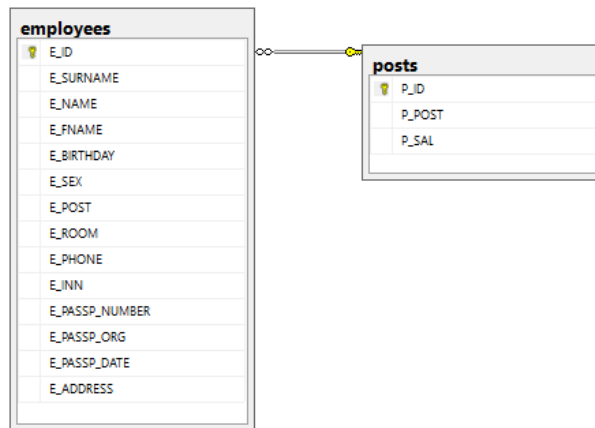 employees
E_ID
E_SURNAME
E_NAME
E_FNAME
E_BIRTHDAY
E_SEX
E_POST
E_ROOM
E_PHONE
E_INN
E_PASSP_NUMBER
E_PASSP_ORG
E_PASSP_DATE
E_ADDRESS
posts
P_ID
P_POST
P_SAL